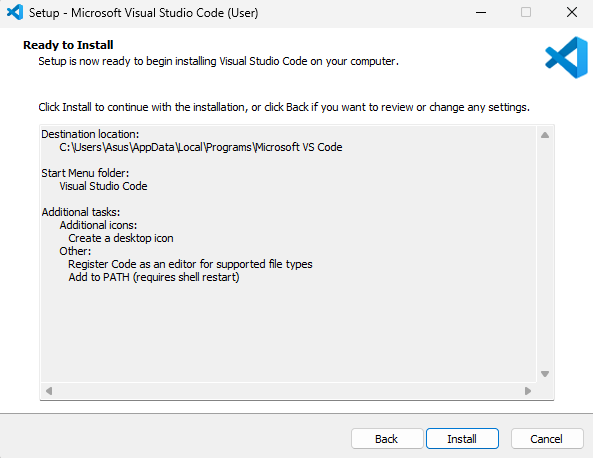 Setup - Microsoft Visual Studio Code (User)
Ready to Install
Setup is now ready to begin installing Visual Studio Code on your computer.
Click Install to continue with the installation, or click Back if you want to review or change any settings.
Destination location:
C:\Users\Asus\AppData\Local\Programs\Microsoft VS Code
Start Menu folder:
Visual Studio Code
Additional tasks:
Additional icons:
Create a desktop icon
Other:
Register Code as an editor for supported file types
Add to PATH (requires shell restart)
Back Install Cancel